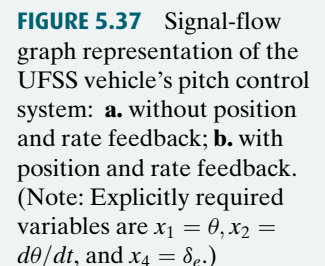 FIGURE 5.37 Signal-flow
graph representation of the
UFSS vehicle’s pitch control
system: a. without position
and rate feedback; b. with
position and rate feedback.
(Note: Explicitly required
variables are x₁ = θ, x₂ =
dθ/dt, and x₄ = δₑ.)